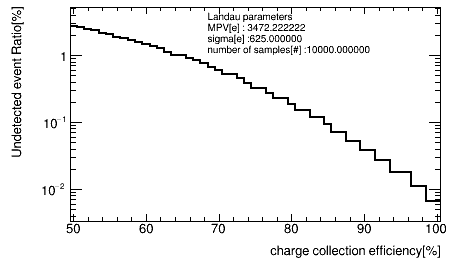 Landau parameters
MPV[e] : 3472.222222
sigma[e] :625.000000
number of samples[#] :10000.000000
Undetected event Ratio[%]
1
10⁻¹
10⁻²
50 60 70 80 90 100
charge collection efficiency[%]